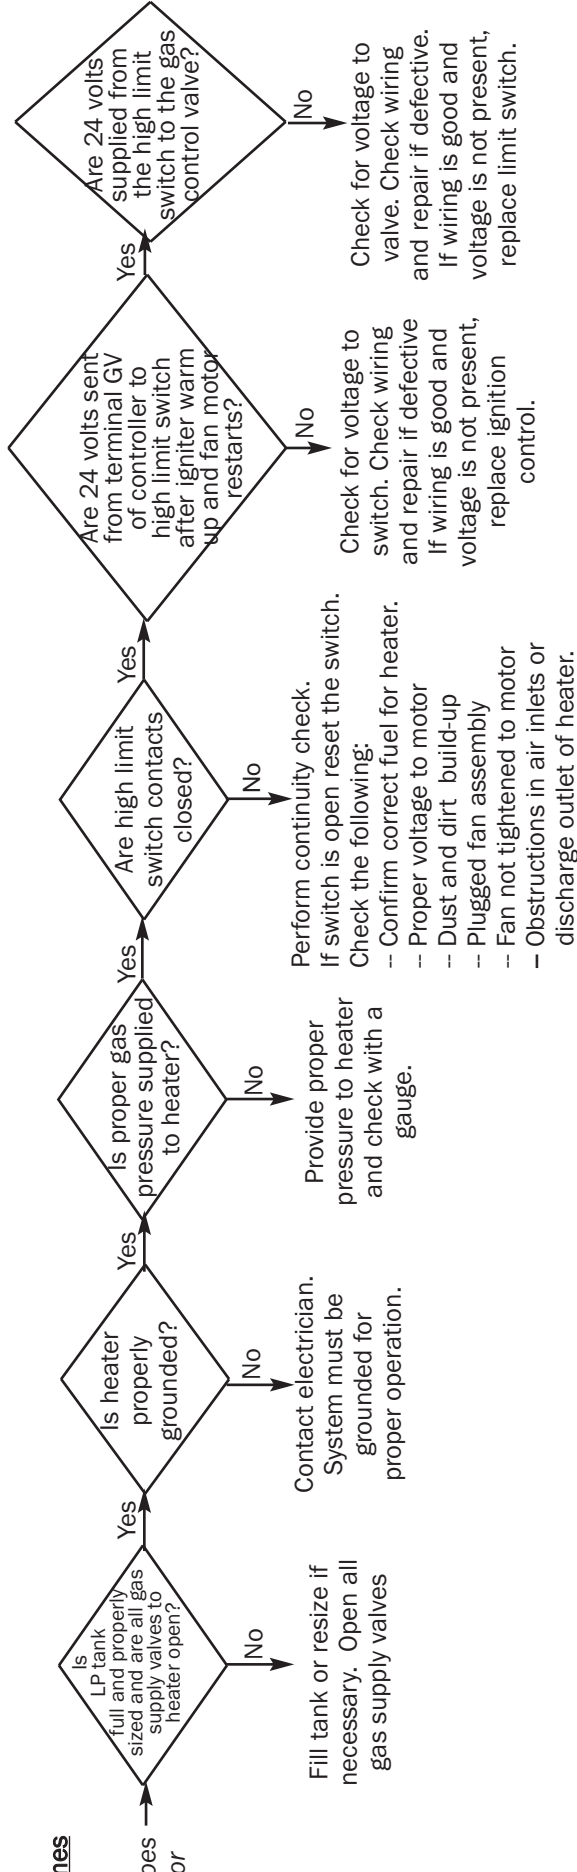 Is
LP tank
full and properly
sized and are all gas
supply valves to
heater open?
Yes
No
Fill tank or resize if
necessary. Open all
gas supply valves
Is heater
properly
grounded?
Yes
No
Contact electrician.
System must be
grounded for
proper operation.
Is proper gas
pressure supplied
to heater?
Yes
No
Provide proper
pressure to heater
and check with a
gauge.
Are high limit
switch contacts
closed?
Yes
No
Perform continuity check.
If switch is open reset the switch.
Check the following:
-- Confirm correct fuel for heater.
-- Proper voltage to motor
-- Dust and dirt build-up
-- Plugged fan assembly
-- Fan not tightened to motor
– Obstructions in air inlets or
discharge outlet of heater.
Are 24 volts sent
from terminal GV
of controller to
high limit switch
after igniter warm
up and fan motor
restarts?
Yes
No
Check for voltage to
switch. Check wiring
and repair if defective
If wiring is good and
voltage is not present,
replace ignition
control.
Are 24 volts
supplied from
the high limit
switch to the gas
control valve?
No
Check for voltage to
valve. Check wiring
and repair if defective.
If wiring is good and
voltage is not present,
replace limit switch.